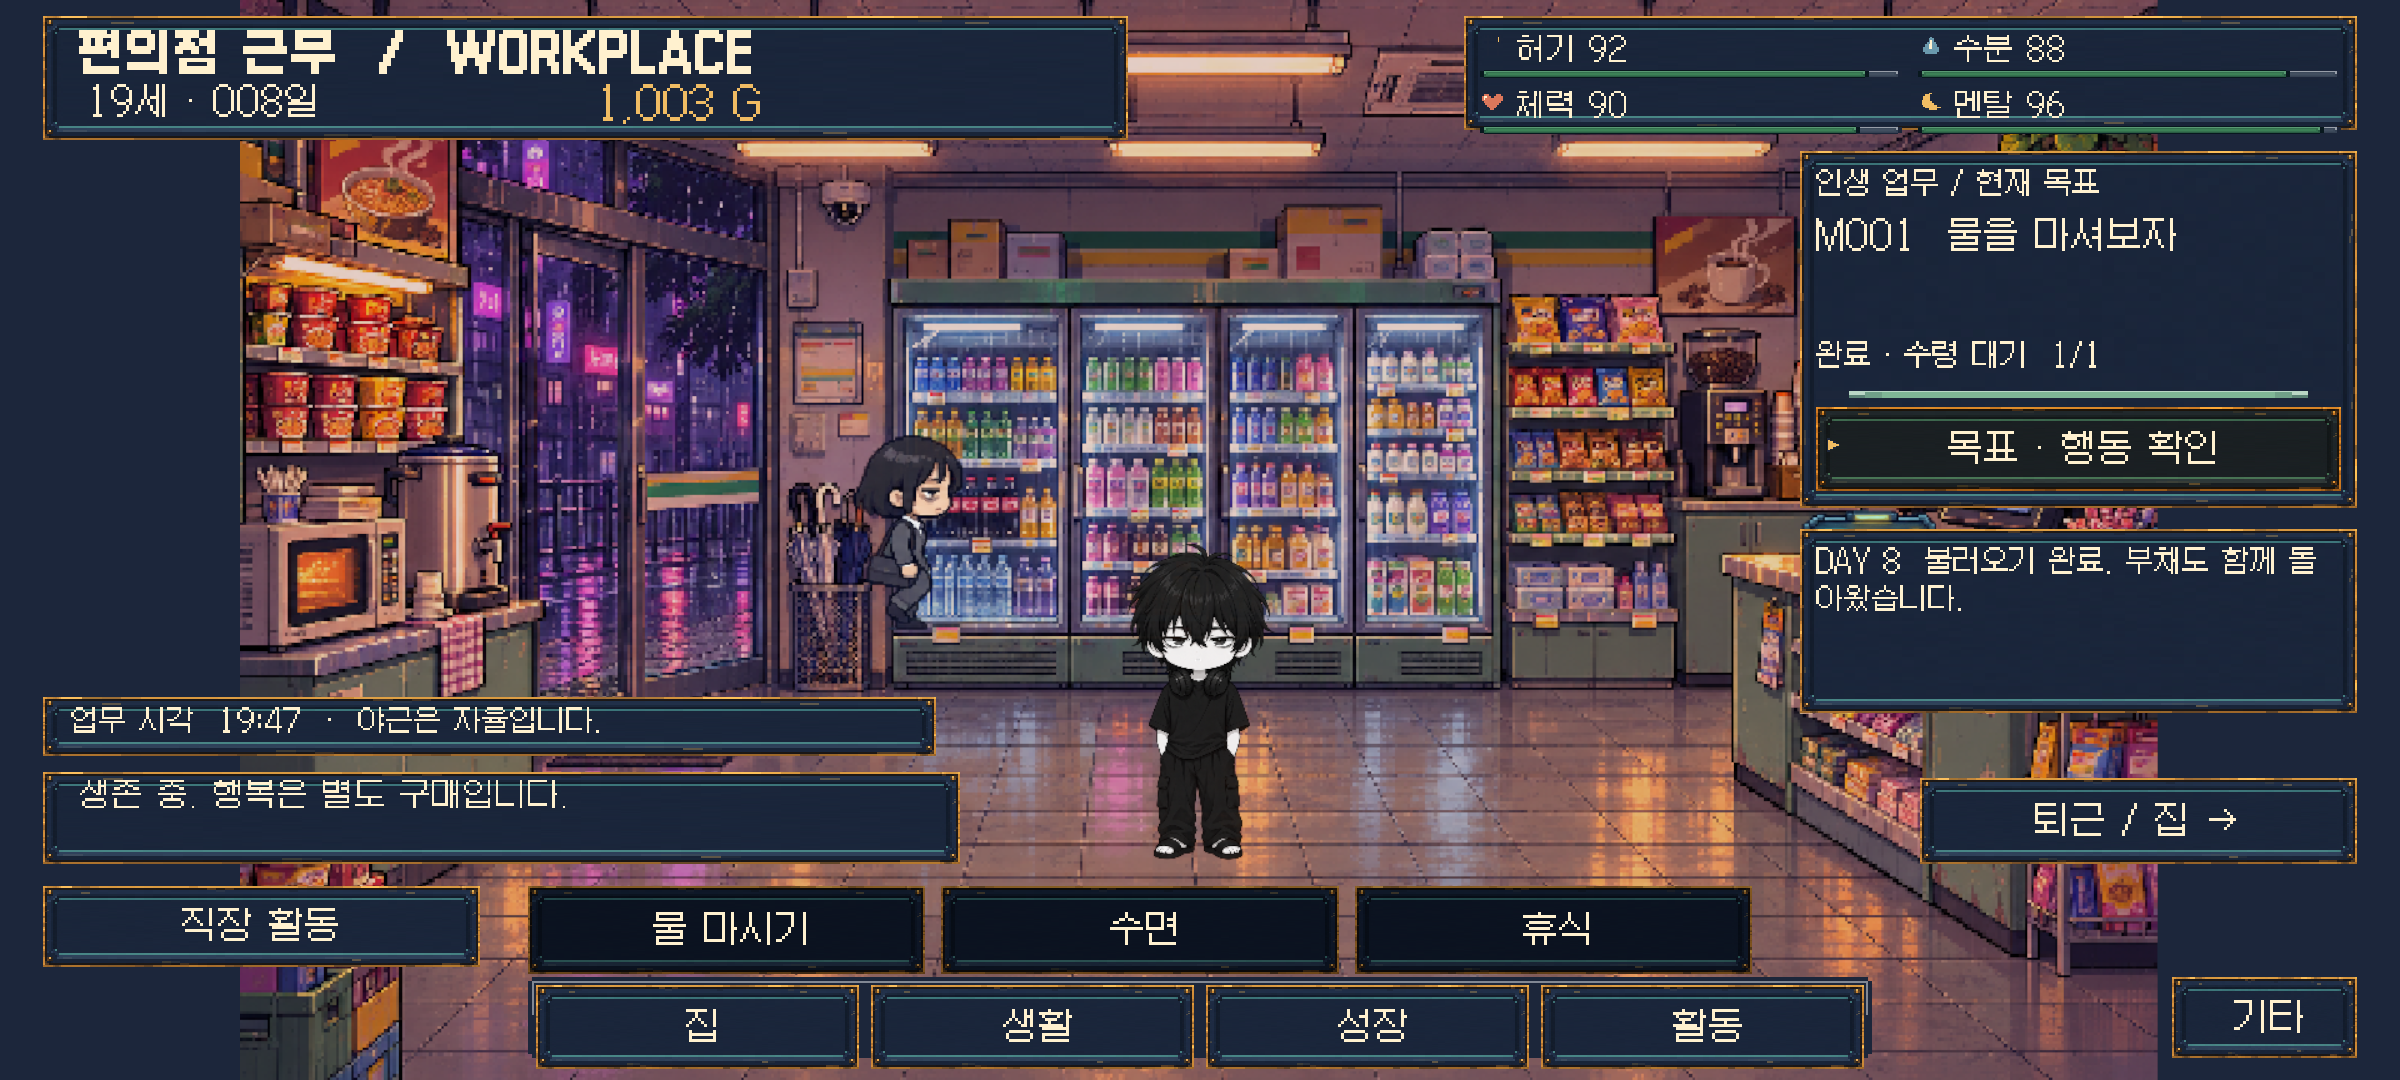 편의점 근무 / WORKPLACE
19세 · 008일 1,003 G
허기 92 수분 88
체력 90 멘탈 96
인생 업무 / 현재 목표
M001 물을 마셔보자
완료 · 수령 대기 1/1
목표 · 행동 확인
DAY 8 불러오기 완료. 부채도 함께 돌
아왔습니다.
업무 시각 19:47 · 야근은 자율입니다.
생존 중. 행복은 별도 구매입니다.
퇴근 / 집 →
직장 활동
물 마시기
수면
휴식
집
생활
성장
활동
기타